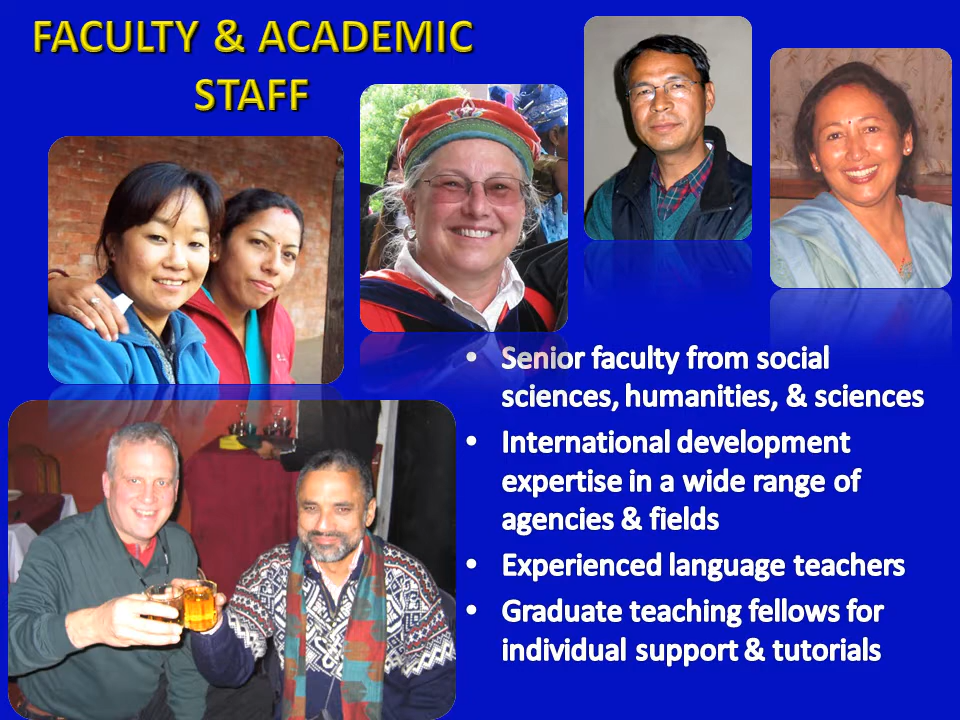 FACULTY & ACADEMIC
STAFF
• Senior faculty from social
sciences, humanities, & sciences
• International development
expertise in a wide range of
agencies & fields
• Experienced language teachers
• Graduate teaching fellows for
individual support & tutorials